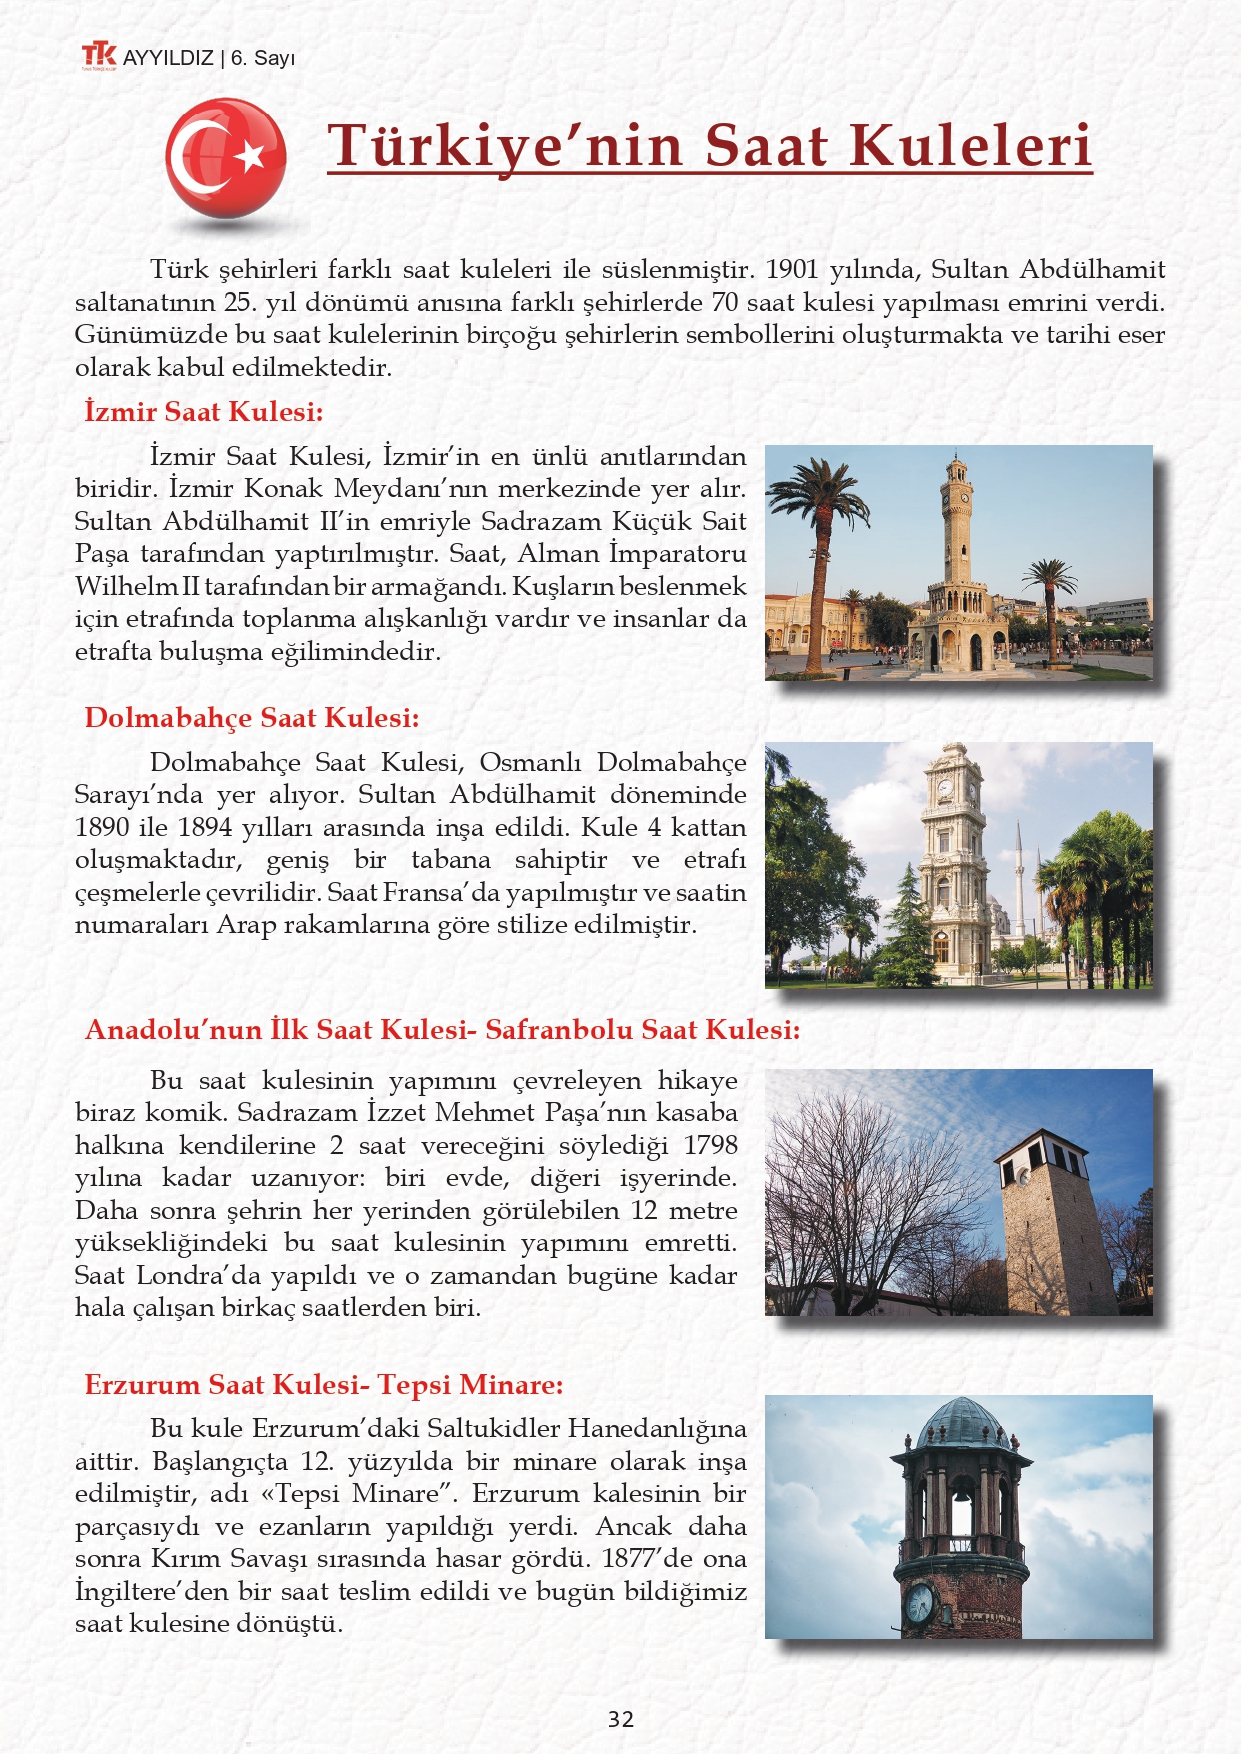 TTK AYYILDIZ | 6. Sayı
Türkiye’nin Saat Kuleleri
Türk şehirleri farklı saat kuleleri ile süslenmiştir. 1901 yılında, Sultan Abdülhamit
saltanatının 25. yıl dönümü anısına farklı şehirlerde 70 saat kulesi yapılması emrini verdi.
Günümüzde bu saat kulelerinin birçoğu şehirlerin sembollerini oluşturmakta ve tarihi eser
olarak kabul edilmektedir.
İzmir Saat Kulesi:
İzmir Saat Kulesi, İzmir’in en ünlü anıtlarından
biridir. İzmir Konak Meydanı’nın merkezinde yer alır.
Sultan Abdülhamit II’in emriyle Sadrazam Küçük Sait
Paşa tarafından yaptırılmıştır. Saat, Alman İmparatoru
Wilhelm II tarafından bir armağandı. Kuşların beslenmek
için etrafında toplanma alışkanlığı vardır ve insanlar da
etrafta buluşma eğilimindedir.
Dolmabahçe Saat Kulesi:
Dolmabahçe Saat Kulesi, Osmanlı Dolmabahçe
Sarayı’nda yer alıyor. Sultan Abdülhamit döneminde
1890 ile 1894 yılları arasında inşa edildi. Kule 4 kattan
oluşmaktadır, geniş bir tabana sahiptir ve etrafı
çeşmelerle çevrilidir. Saat Fransa’da yapılmıştır ve saatin
numaraları Arap rakamlarına göre stilize edilmiştir.
Anadolu’nun İlk Saat Kulesi- Safranbolu Saat Kulesi:
Bu saat kulesinin yapımını çevreleyen hikaye
biraz komik. Sadrazam İzzet Mehmet Paşa’nın kasaba
halkına kendilerine 2 saat vereceğini söylediği 1798
yılına kadar uzanıyor: biri evde, diğeri işyerinde.
Daha sonra şehrin her yerinden görülebilen 12 metre
yüksekliğindeki bu saat kulesinin yapımını emretti.
Saat Londra’da yapıldı ve o zamandan bugüne kadar
hala çalışan birkaç saatlerden biri.
Erzurum Saat Kulesi- Tepsi Minare:
Bu kule Erzurum’daki Saltukidler Hanedanlığına
aittir. Başlangıçta 12. yüzyılda bir minare olarak inşa
edilmiştir, adı «Tepsi Minare”. Erzurum kalesinin bir
parçasıydı ve ezanların yapıldığı yerdi. Ancak daha
sonra Kırım Savaşı sırasında hasar gördü. 1877’de ona
İngiltere’den bir saat teslim edildi ve bugün bildiğimiz
saat kulesine dönüştü.
32